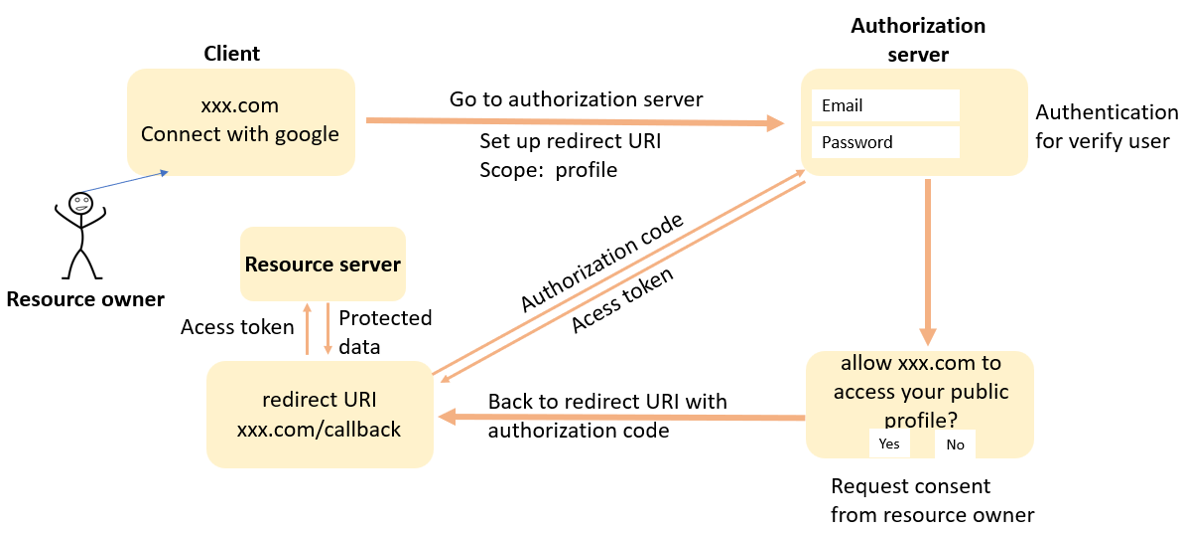 Authorization
server
Client
xxx.com
Connect with google
Go to authorization server
Set up redirect URI
Scope: profile
Email
Password
Authentication
for verify user
Resource owner
Resource server
Authorization code
Acess token
Acess token
Protected
data
redirect URI
xxx.com/callback
Back to redirect URI with
authorization code
allow xxx.com to
access your public
profile?
Yes
No
Request consent
from resource owner